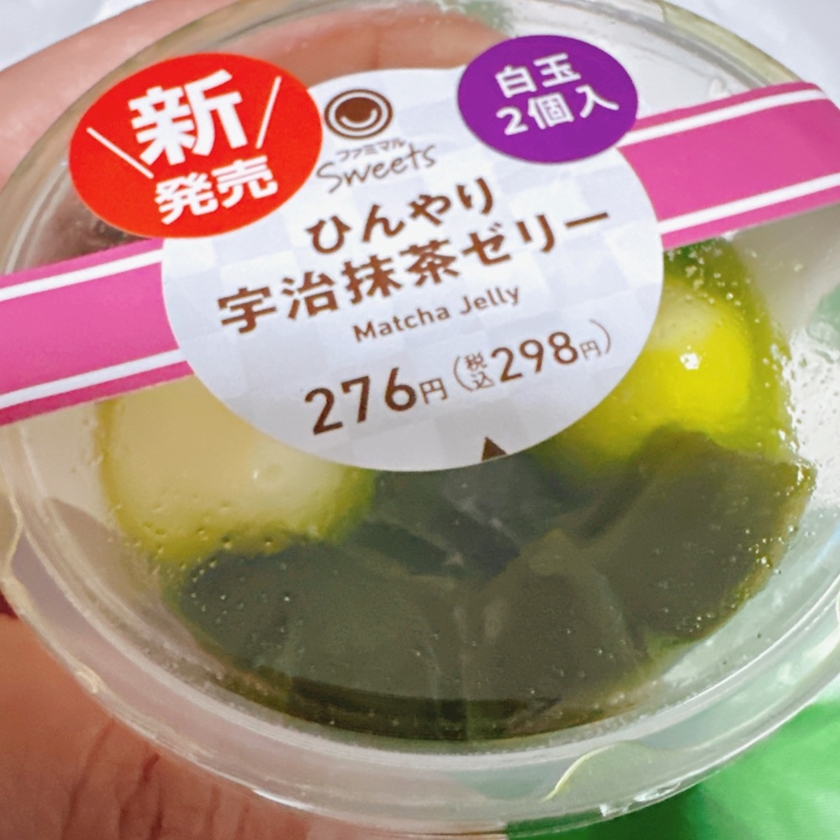 新
発売
白玉
2個入
ファミマル
Sweets
ひんやり
宇治抹茶ゼリー
Matcha Jelly
276円(税込298円)